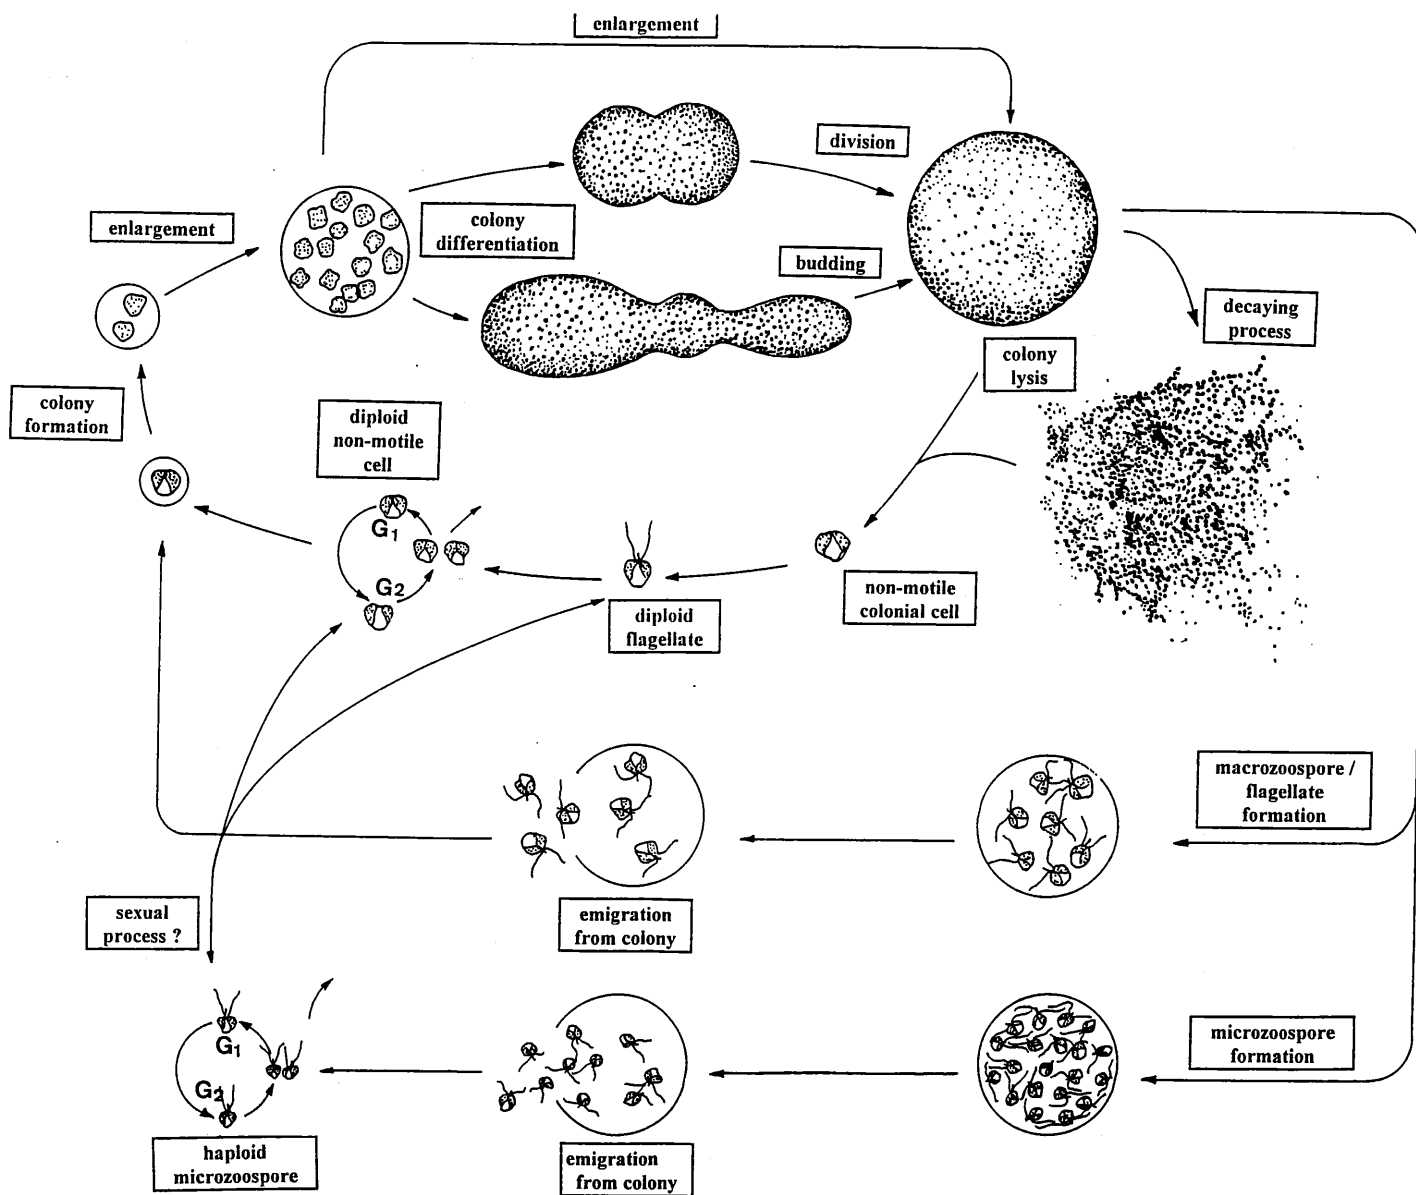 enlargement
division
enlargement
colony
differentiation
budding
decaying
process
colony
lysis
colony
formation
diploid
non-motile
cell
G1
G2
non-motile
colonial cell
diploid
flagellate
macrozoospore /
flagellate
formation
sexual
process ?
emigration
from colony
microzoospore
formation
G1
G2
haploid
microzoospore
emigration
from colony